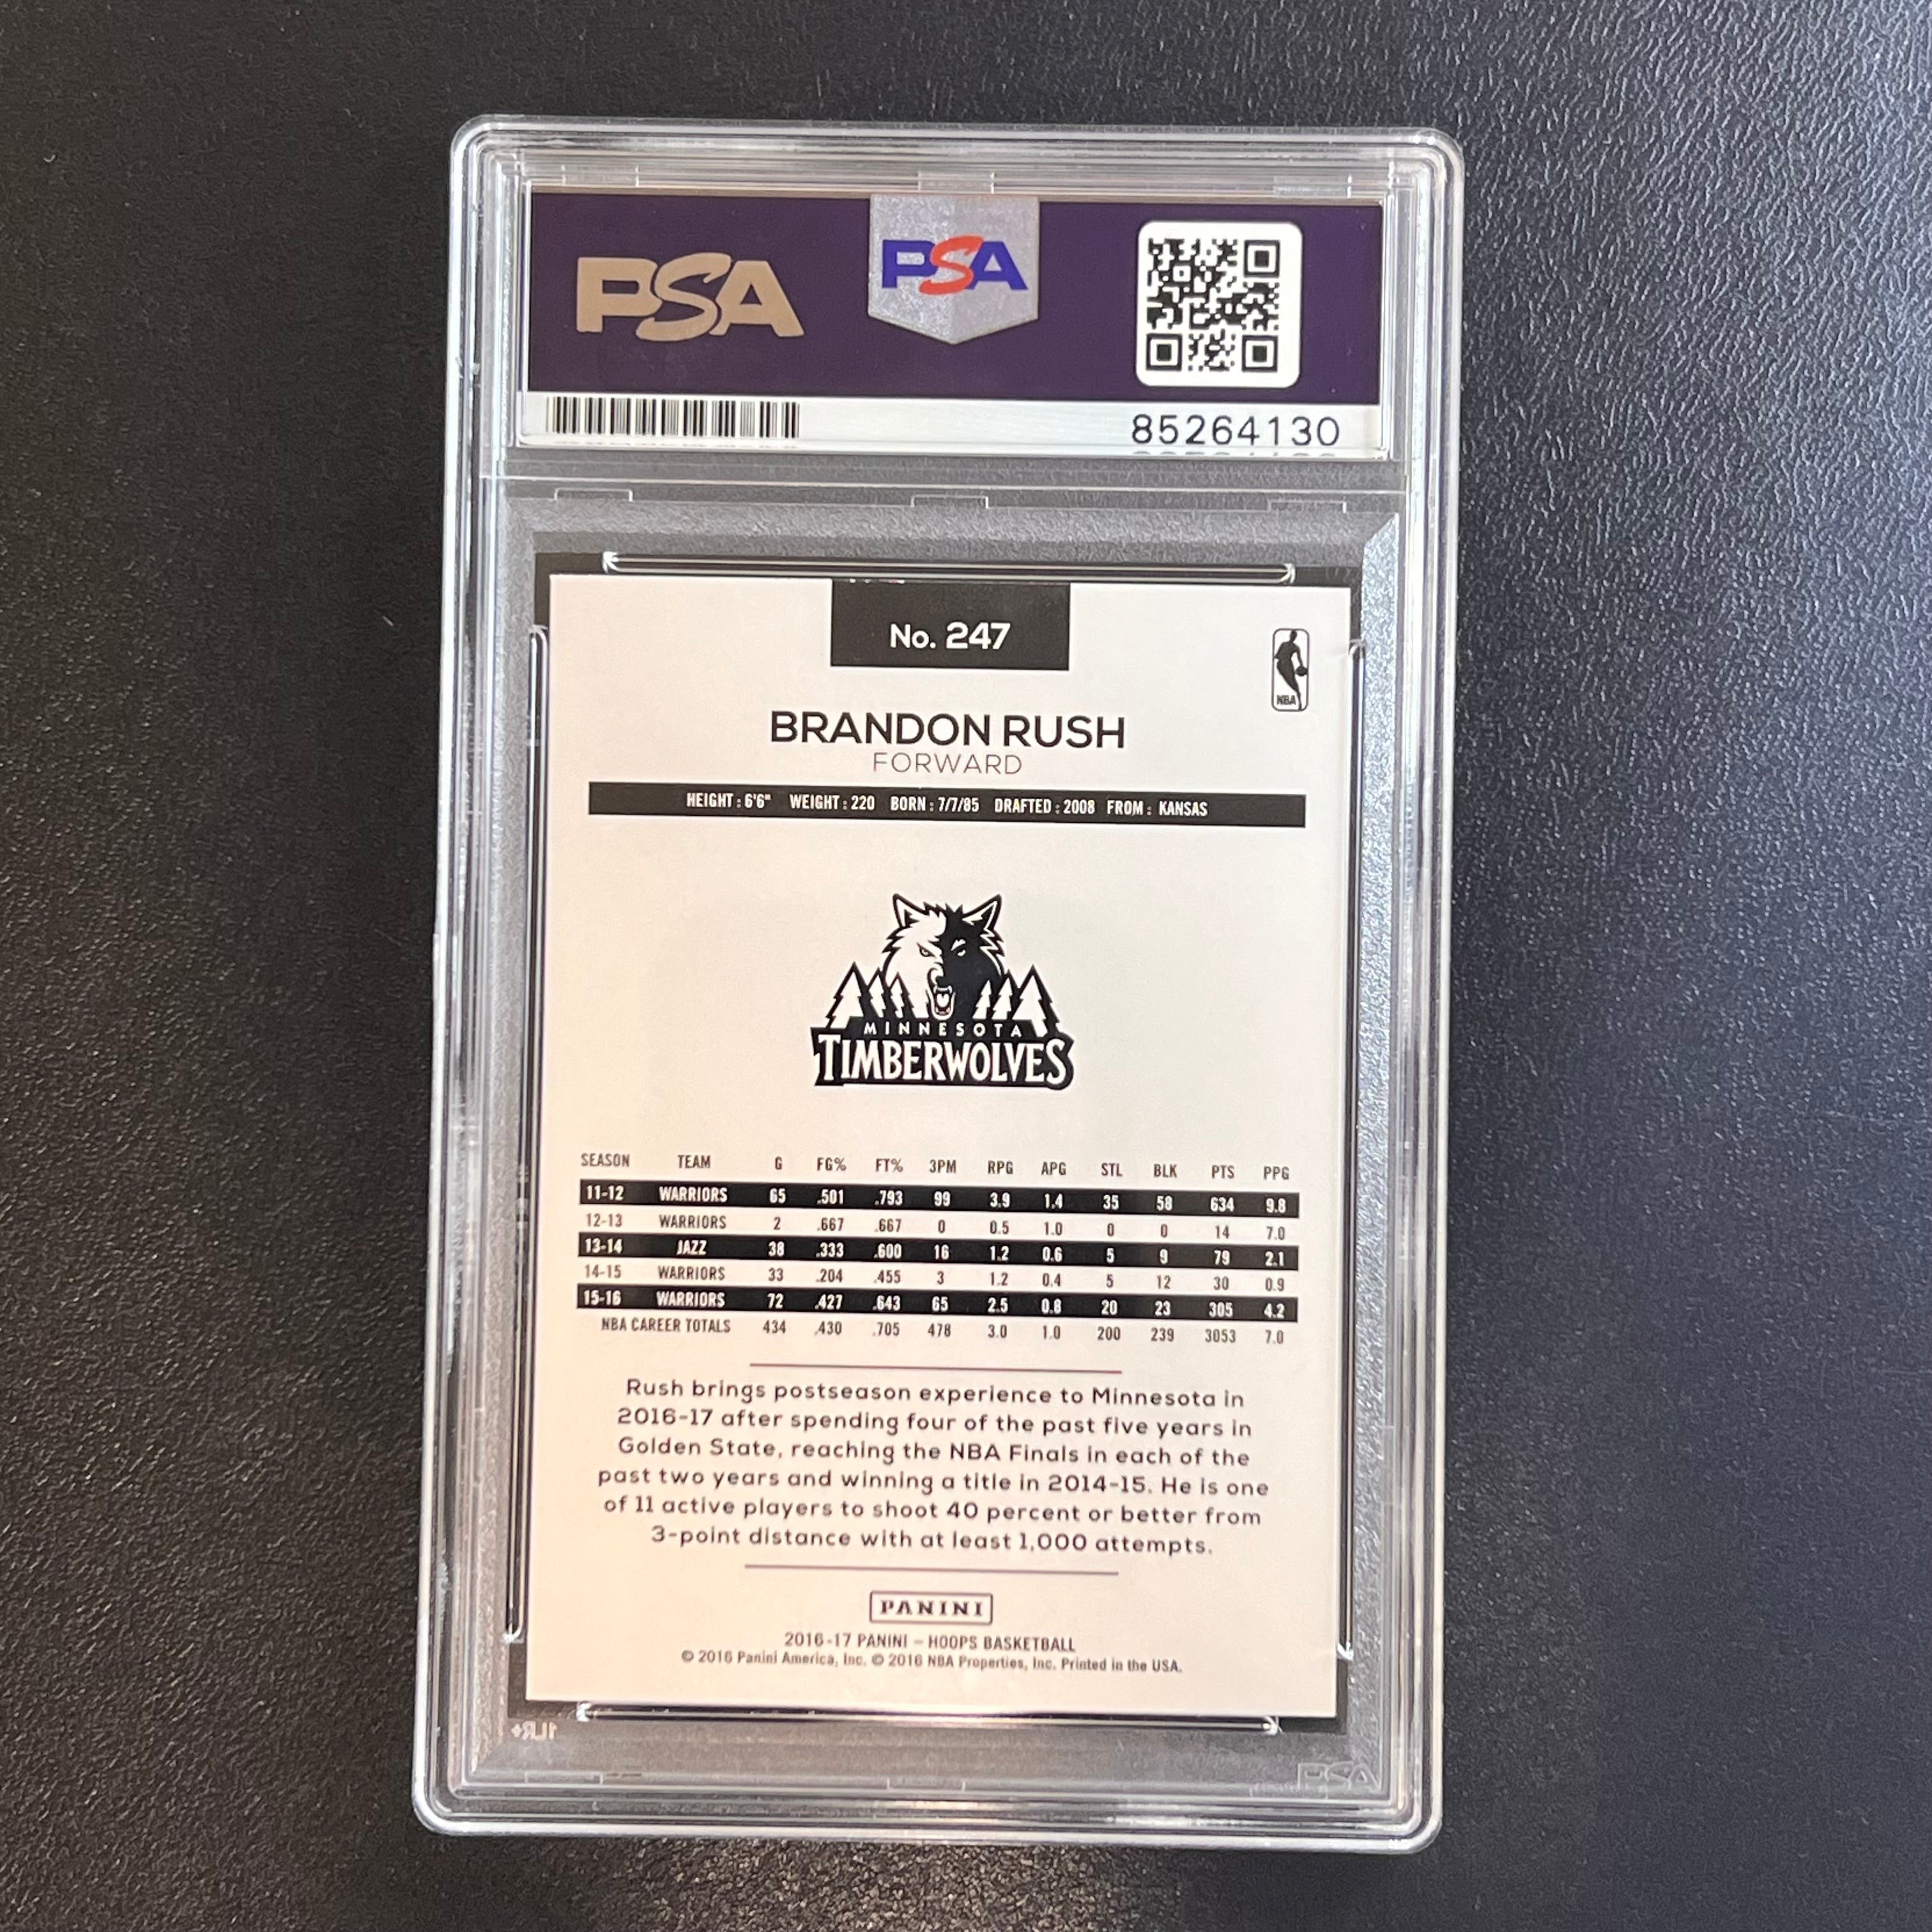 PSA
PSA
85264130
No. 247
NBA
BRANDON RUSH
FORWARD
HEIGHT : 6'6" WEIGHT : 220 BORN : 7/7/85 DRAFTED : 2008 FROM : KANSAS
MINNESOTA
TIMBERWOLVES
SEASON TEAM G FG% FT% 3PM RPG APG STL BLK PTS PPG
11-12 WARRIORS 65 .501 .793 99 3.9 1.4 35 58 634 9.8
12-13 WARRIORS 2 .667 .667 0 0.5 1.0 0 0 14 7.0
13-14 JAZZ 38 .333 .600 16 1.2 0.6 5 9 79 2.1
14-15 WARRIORS 33 .204 .455 3 1.2 0.4 5 12 30 0.9
15-16 WARRIORS 72 .427 .643 65 2.5 0.8 20 23 305 4.2
NBA CAREER TOTALS 434 .430 .705 478 3.0 1.0 200 239 3053 7.0
Rush brings postseason experience to Minnesota in
2016-17 after spending four of the past five years in
Golden State, reaching the NBA Finals in each of the
past two years and winning a title in 2014-15. He is one
of 11 active players to shoot 40 percent or better from
3-point distance with at least 1,000 attempts.
PANINI
2016-17 PANINI – HOOPS BASKETBALL
© 2016 Panini America, Inc. © 2016 NBA Properties, Inc. Printed in the USA.
1LR+
PSA